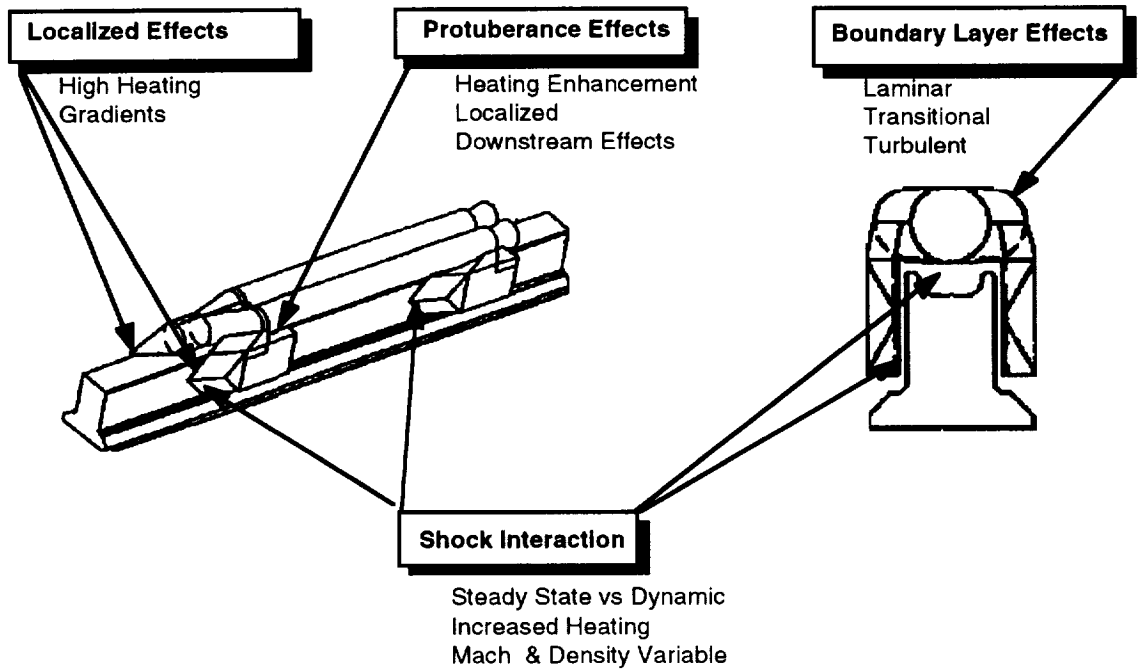 Localized Effects
High Heating
Gradients
Protuberance Effects
Heating Enhancement
Localized
Downstream Effects
Boundary Layer Effects
Laminar
Transitional
Turbulent
Shock Interaction
Steady State vs Dynamic
Increased Heating
Mach & Density Variable